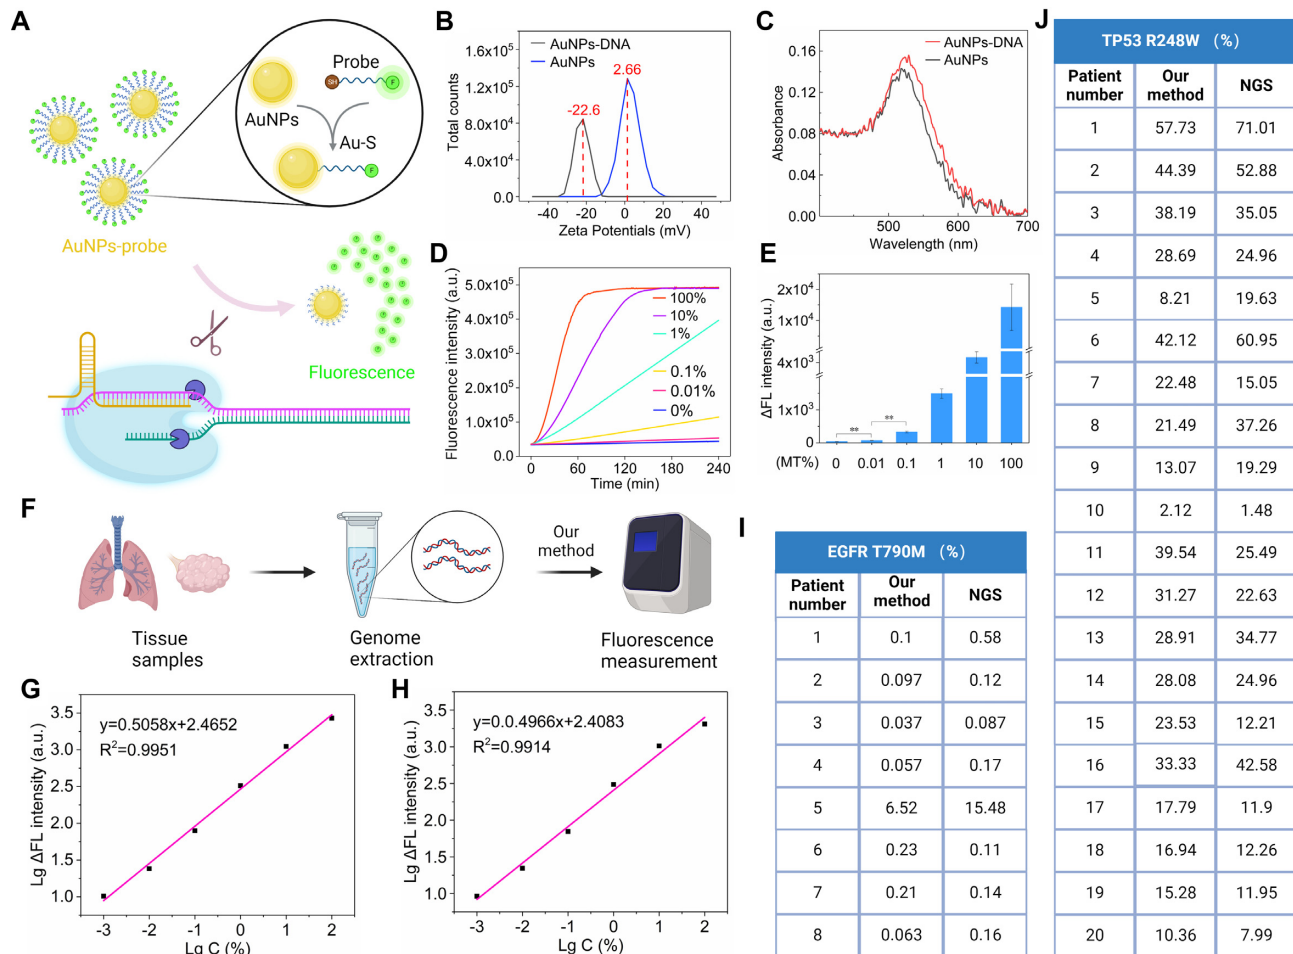 A
Probe
SH
F
AuNPs
Au-S
F
AuNPs-probe
Fluorescence
B
AuNPs-DNA
AuNPs
2.66
-22.6
1.6x10⁵
1.2x10⁵
8.0x10⁴
4.0x10⁴
0.0
Total counts
-40 -20 0 20 40
Zeta Potentials (mV)
C
AuNPs-DNA
AuNPs
0.16
0.12
0.08
0.04
0.00
Absorbance
500 600 700
Wavelength (nm)
D
5.0x10⁵
4.0x10⁵
3.0x10⁵
2.0x10⁵
1.0x10⁵
0.0
Fluorescence intensity (a.u.)
100%
10%
1%
0.1%
0.01%
0%
0 60 120 180 240
Time (min)
E
2x10⁴
1x10⁴
4x10³
1x10³
0
ΔFL intensity (a.u.)
** **
(MT%) 0 0.01 0.1 1 10 100
F
Our
method
Tissue
samples
Genome
extraction
Fluorescence
measurement
G
y=0.5058x+2.4652
R²=0.9951
3.5
3.0
2.5
2.0
1.5
1.0
Lg ΔFL intensity (a.u.)
-3 -2 -1 0 1 2
Lg C (%)
H
y=0.0.4966x+2.4083
R²=0.9914
3.5
3.0
2.5
2.0
1.5
1.0
Lg ΔFL intensity (a.u.)
-3 -2 -1 0 1 2
Lg C (%)
I
EGFR T790M (%)
Patient number Our method NGS
1 0.1 0.58
2 0.097 0.12
3 0.037 0.087
4 0.057 0.17
5 6.52 15.48
6 0.23 0.11
7 0.21 0.14
8 0.063 0.16
J
TP53 R248W (%)
Patient number Our method NGS
1 57.73 71.01
2 44.39 52.88
3 38.19 35.05
4 28.69 24.96
5 8.21 19.63
6 42.12 60.95
7 22.48 15.05
8 21.49 37.26
9 13.07 19.29
10 2.12 1.48
11 39.54 25.49
12 31.27 22.63
13 28.91 34.77
14 28.08 24.96
15 23.53 12.21
16 33.33 42.58
17 17.79 11.9
18 16.94 12.26
19 15.28 11.95
20 10.36 7.99